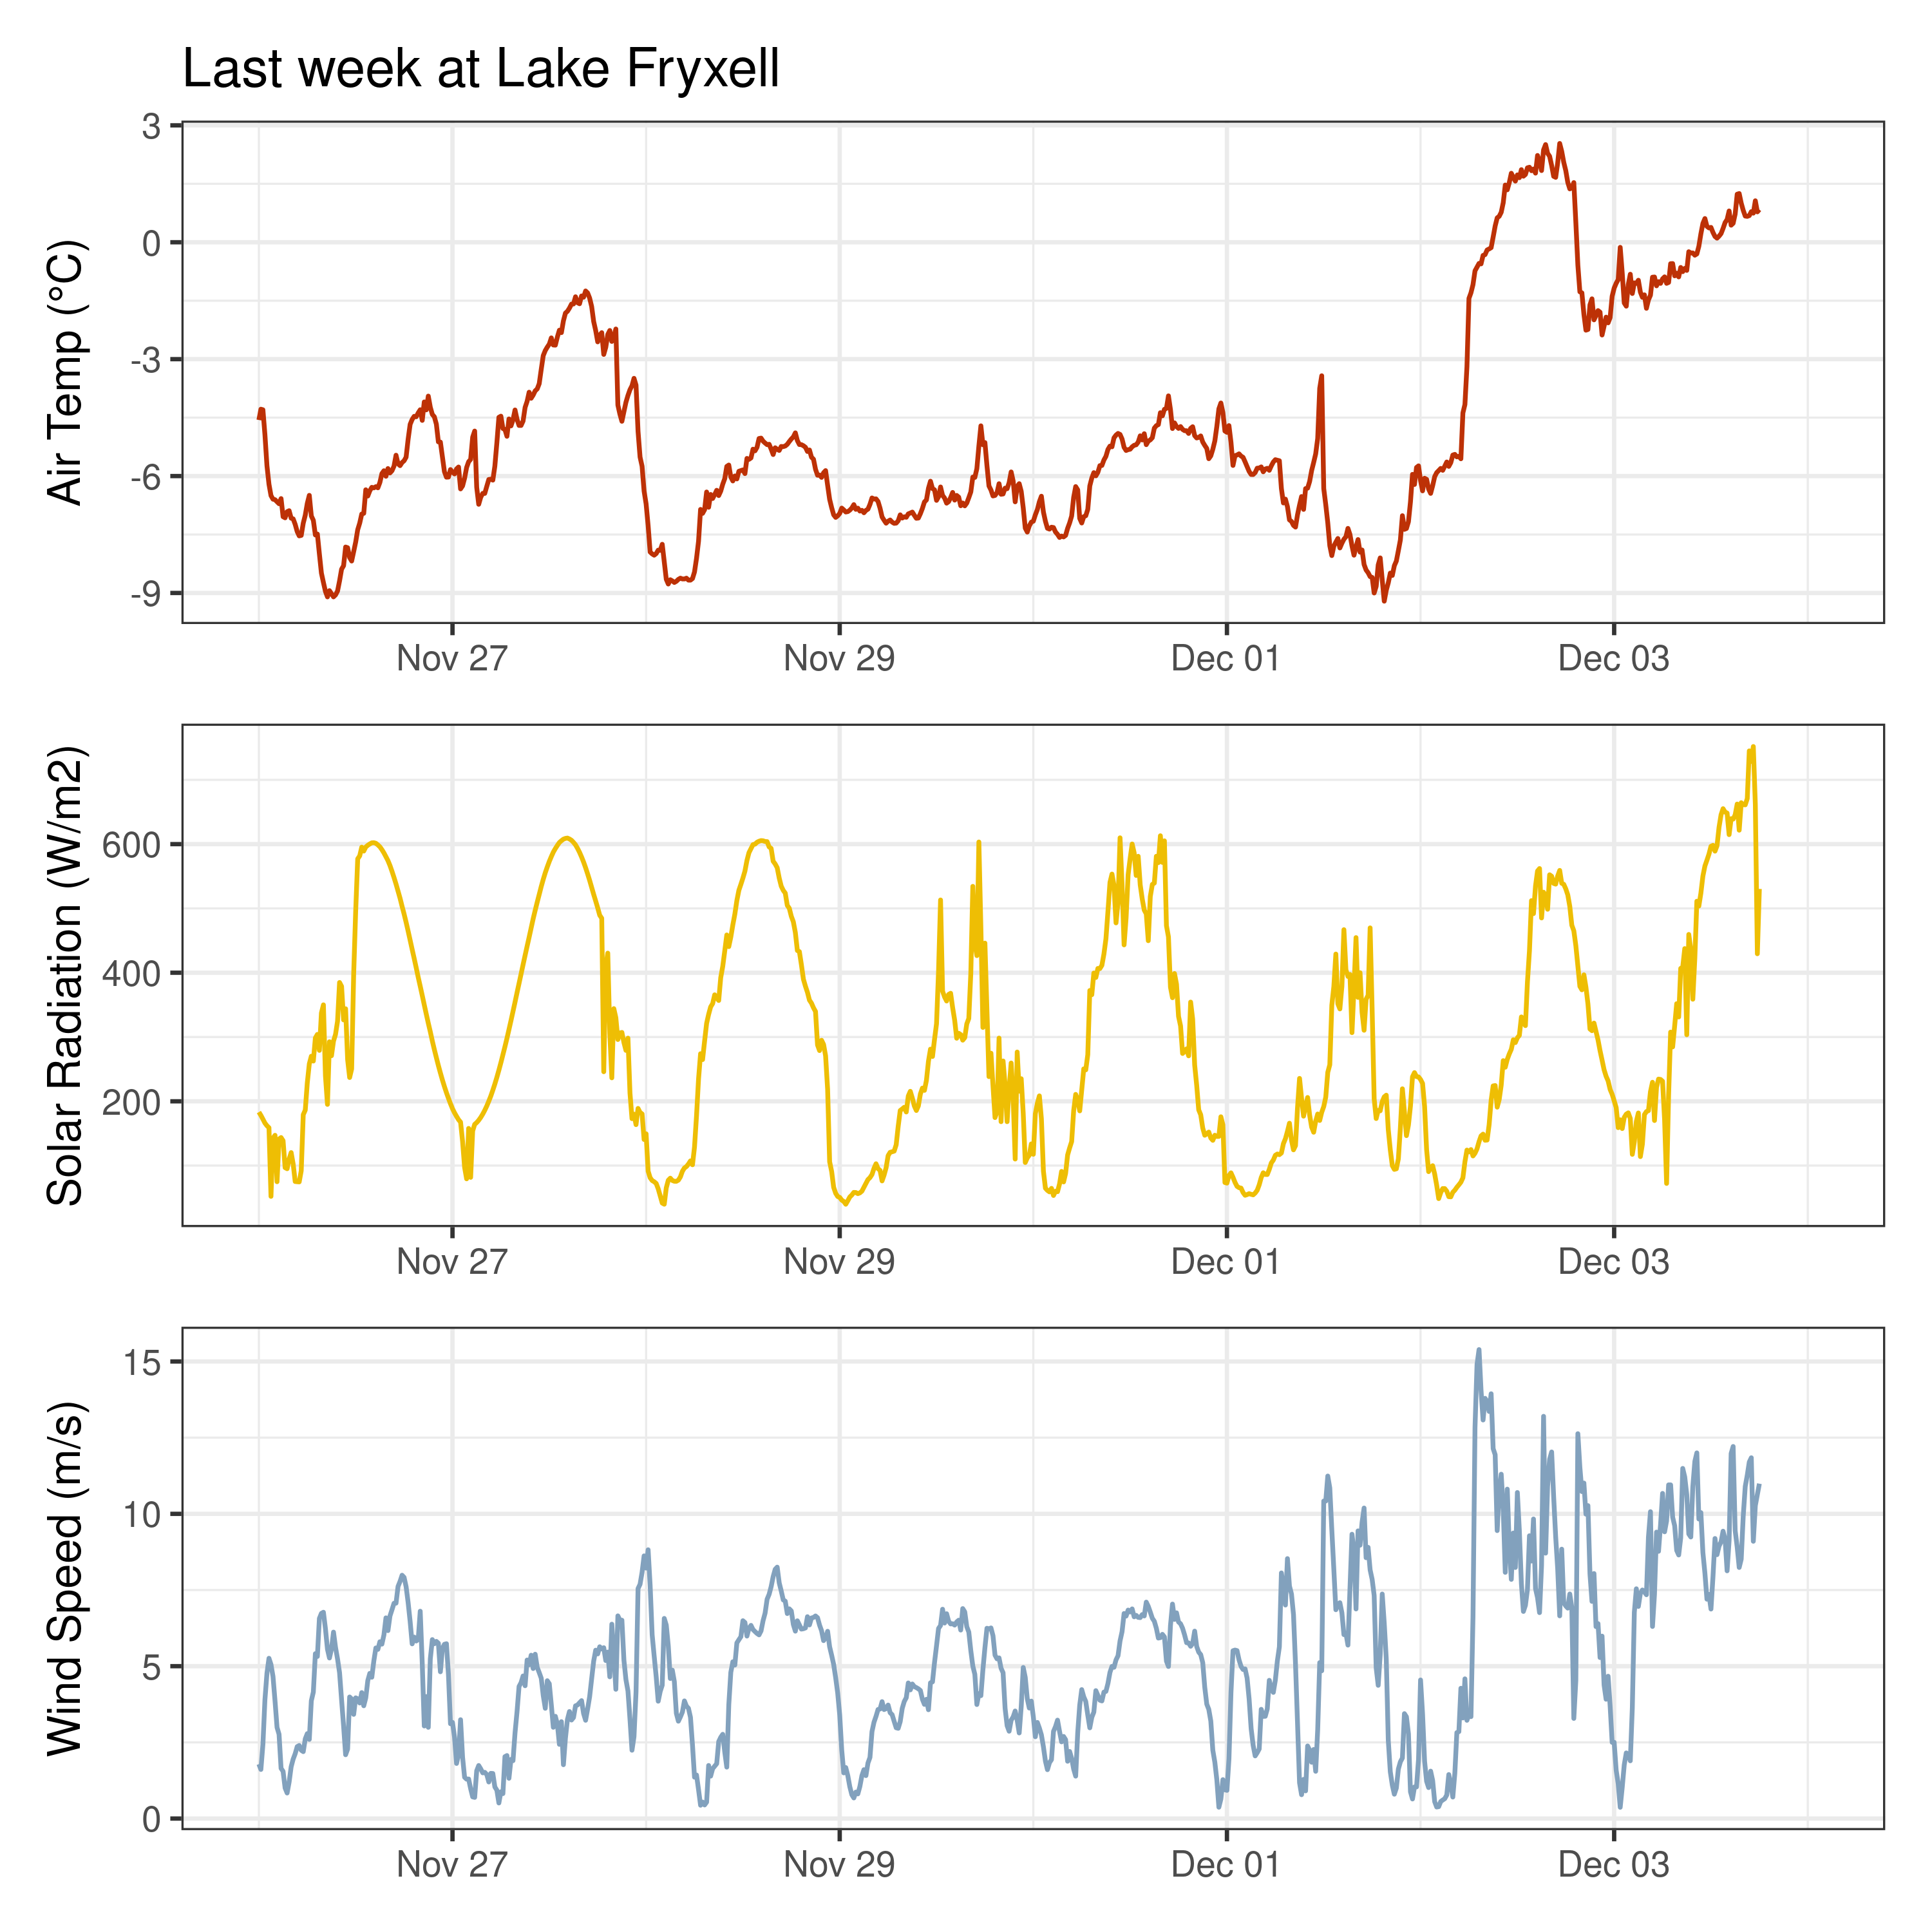 Last week at Lake Fryxell
Air Temp (°C)
3
0
-3
-6
-9
Nov 27 Nov 29 Dec 01 Dec 03
Solar Radiation (W/m2)
600
400
200
Nov 27 Nov 29 Dec 01 Dec 03
Wind Speed (m/s)
15
10
5
0
Nov 27 Nov 29 Dec 01 Dec 03